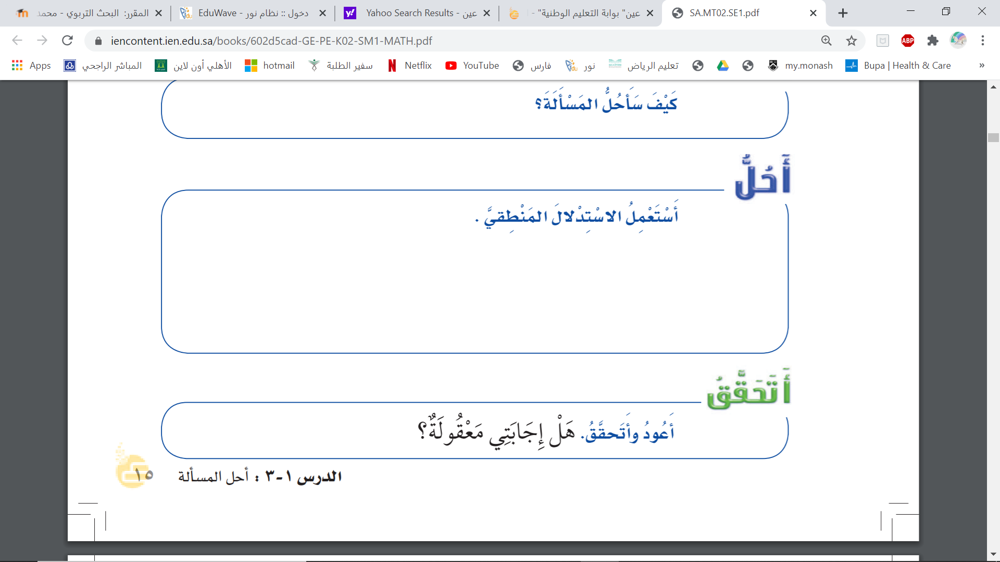 المقرر: البحث التربوي - محمد
EduWave - دخول :: نظام نور
عين - Yahoo Search Results
عين" بوابة التعليم الوطنية" -
SA.MT02.SE1.pdf
iencontent.ien.edu.sa/books/602d5cad-GE-PE-K02-SM1-MATH.pdf
ABP
Apps
المباشر الراجحي
الأهلي أون لاين
hotmail
سفير الطلبة
Netflix
YouTube
فارس
نور
تعليم الرياض
my.monash
Bupa | Health & Care
»
كَيْفَ سَأَحُلُّ المَسْأَلَةَ؟
أَحُلُّ
أَسْتَعْمِلُ الاسْتِدْلالَ المَنْطِقيَّ .
أَتَحَقَّقُ
أَعُودُ وأَتَحقَّقُ. هَلْ إِجَابَتِي مَعْقُولَةٌ؟
الدرس ١-٣ : أحل المسألة ١٥